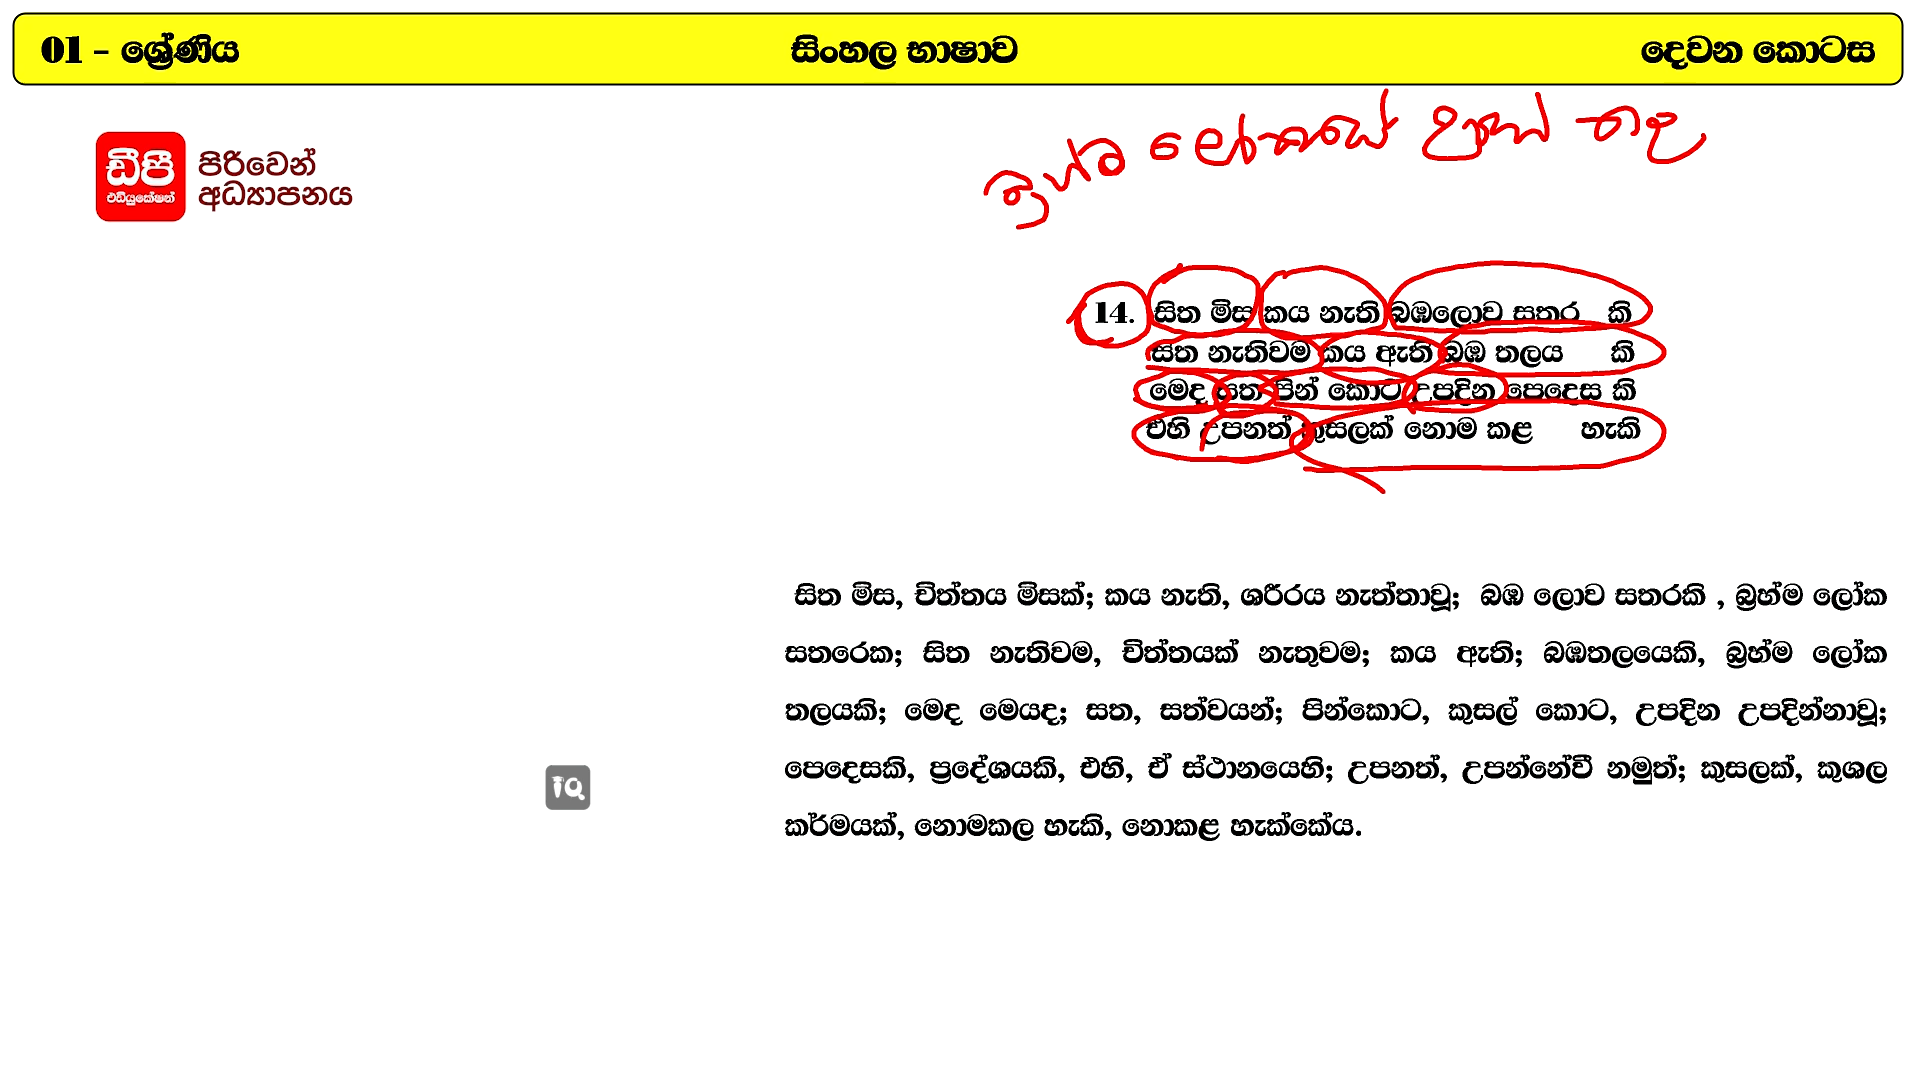 01 - ශ්‍රේණිය සිංහල භාෂාව දෙවන කොටස
ඩීපී
එඩියුකේෂන්
පිරිවෙන්
අධ්‍යාපනය
14. සිත මිස කය නැති බඹලොව සතර කි
සිත නැතිවම කය ඇති බඹ තලය කි
මෙද සත පින් කොට උපදින පෙදෙස කි
එහි උපනත් කුසලක් නොම කළ හැකි
සිත මිස, චිත්තය මිසක්; කය නැති, ශරීරය නැත්තාවූ; බඹ ලොව සතරකි , බ්‍රහ්ම ලෝක
සතරෙක; සිත නැතිවම, චිත්තයක් නැතුවම; කය ඇති; බඹතලයෙකි, බ්‍රහ්ම ලෝක
තලයකි; මෙද මෙයද; සත, සත්වයන්; පින්කොට, කුසල් කොට, උපදින උපදින්නාවූ;
පෙදෙසකි, ප්‍රදේශයකි, එහි, ඒ ස්ථානයෙහි; උපනත්, උපන්නේවී නමුත්; කුසලක්, කුශල
කර්මයක්, නොමකල හැකි, නොකළ හැක්කේය.
IQ